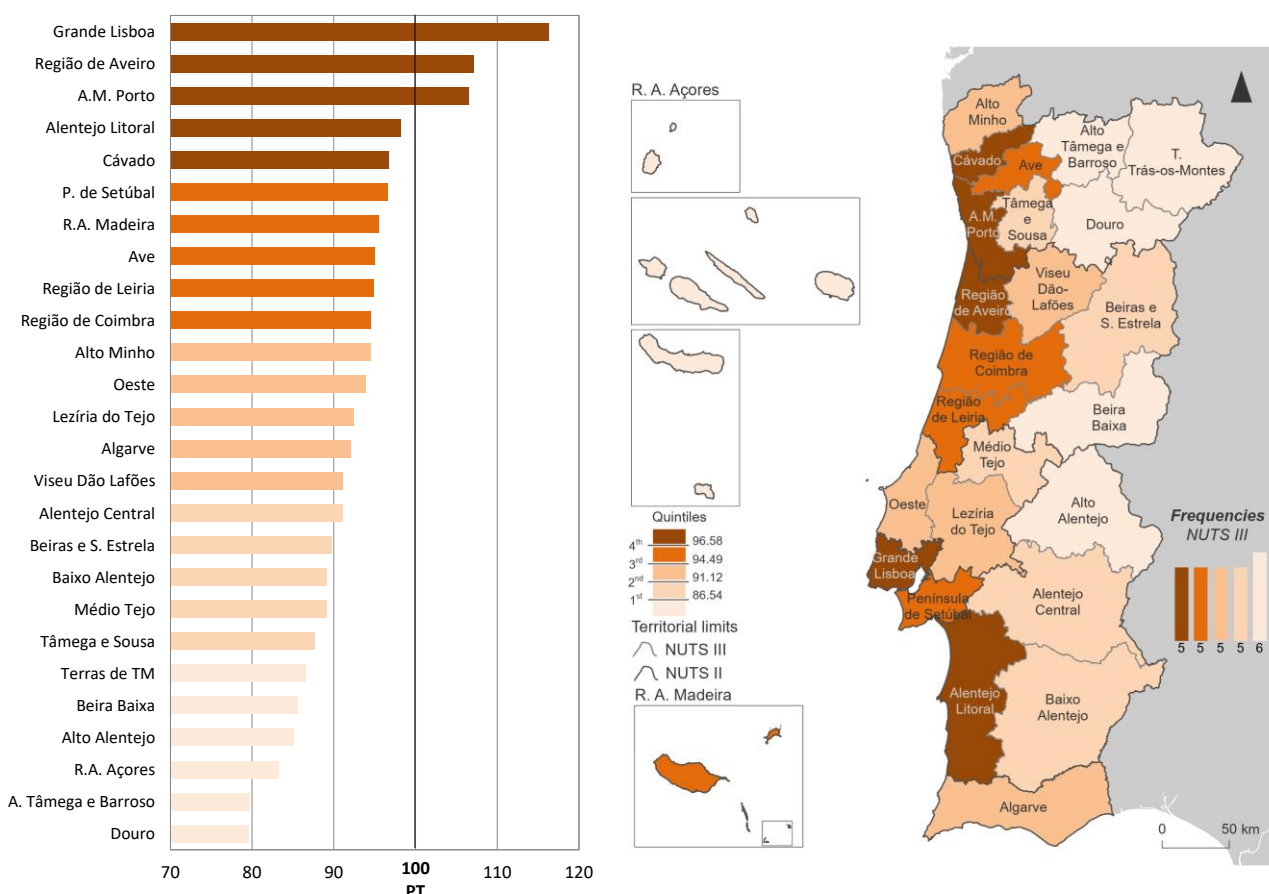 Grande Lisboa
Região de Aveiro
A.M. Porto
Alentejo Litoral
Cávado
P. de Setúbal
R.A. Madeira
Ave
Região de Leiria
Região de Coimbra
Alto Minho
Oeste
Lezíria do Tejo
Algarve
Viseu Dão Lafões
Alentejo Central
Beiras e S. Estrela
Baixo Alentejo
Médio Tejo
Tâmega e Sousa
Terras de TM
Beira Baixa
Alto Alentejo
R.A. Açores
A. Tâmega e Barroso
Douro
70 80 90 100 110 120
PT
R. A. Açores
Quintiles
4th 96.58
3rd 94.49
2nd 91.12
1st 86.54
Territorial limits
NUTS III
NUTS II
R. A. Madeira
Alto
Minho
Cávado
Ave
Alto
Tâmega e
Barroso
T.
Trás-os-Montes
A.M.
Porto
Tâmega
e
Sousa
Douro
Região
de Aveiro
Viseu
Dão-
Lafões
Beiras e
S. Estrela
Região de
Coimbra
Região
de Leiria
Beira
Baixa
Médio
Tejo
Oeste
Lezíria
do Tejo
Alto
Alentejo
Grande
Lisboa
Península
de Setúbal
Alentejo
Central
Alentejo
Litoral
Baixo
Alentejo
Algarve
Frequencies
NUTS III
5 5 5 5 6
0 50 km